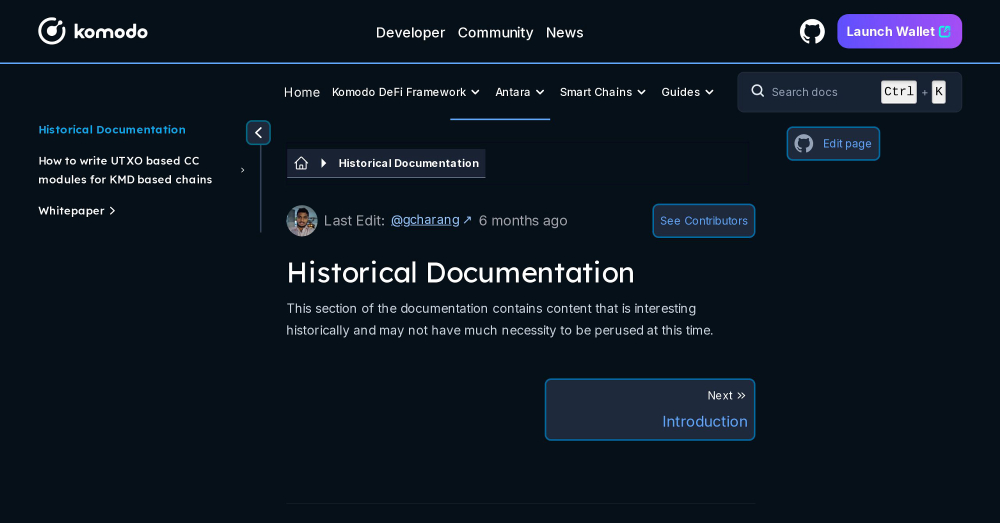 komodo
Developer Community News
Launch Wallet
Home Komodo DeFi Framework Antara Smart Chains Guides
Search docs Ctrl + K
Historical Documentation
How to write UTXO based CC
modules for KMD based chains
Whitepaper
Historical Documentation
Edit page
Last Edit: @gcharang ↗ 6 months ago
See Contributors
Historical Documentation
This section of the documentation contains content that is interesting
historically and may not have much necessity to be perused at this time.
Next
Introduction